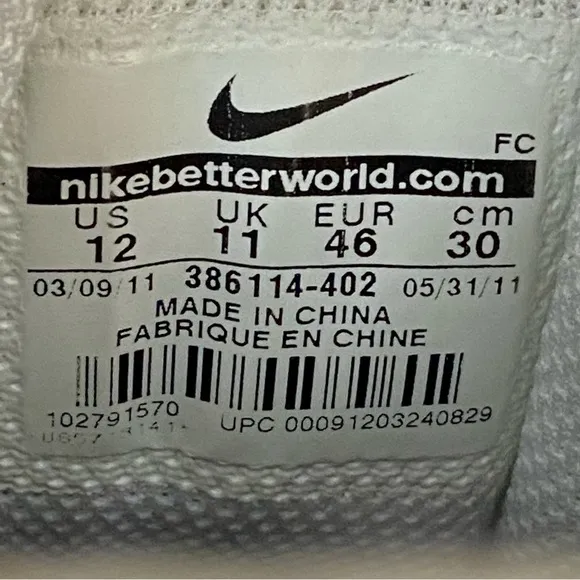 FC
nikebetterworld.com
US UK EUR cm
12 11 46 30
03/09/11 386114-402 05/31/11
MADE IN CHINA
FABRIQUE EN CHINE
102791570 UPC 00091203240829